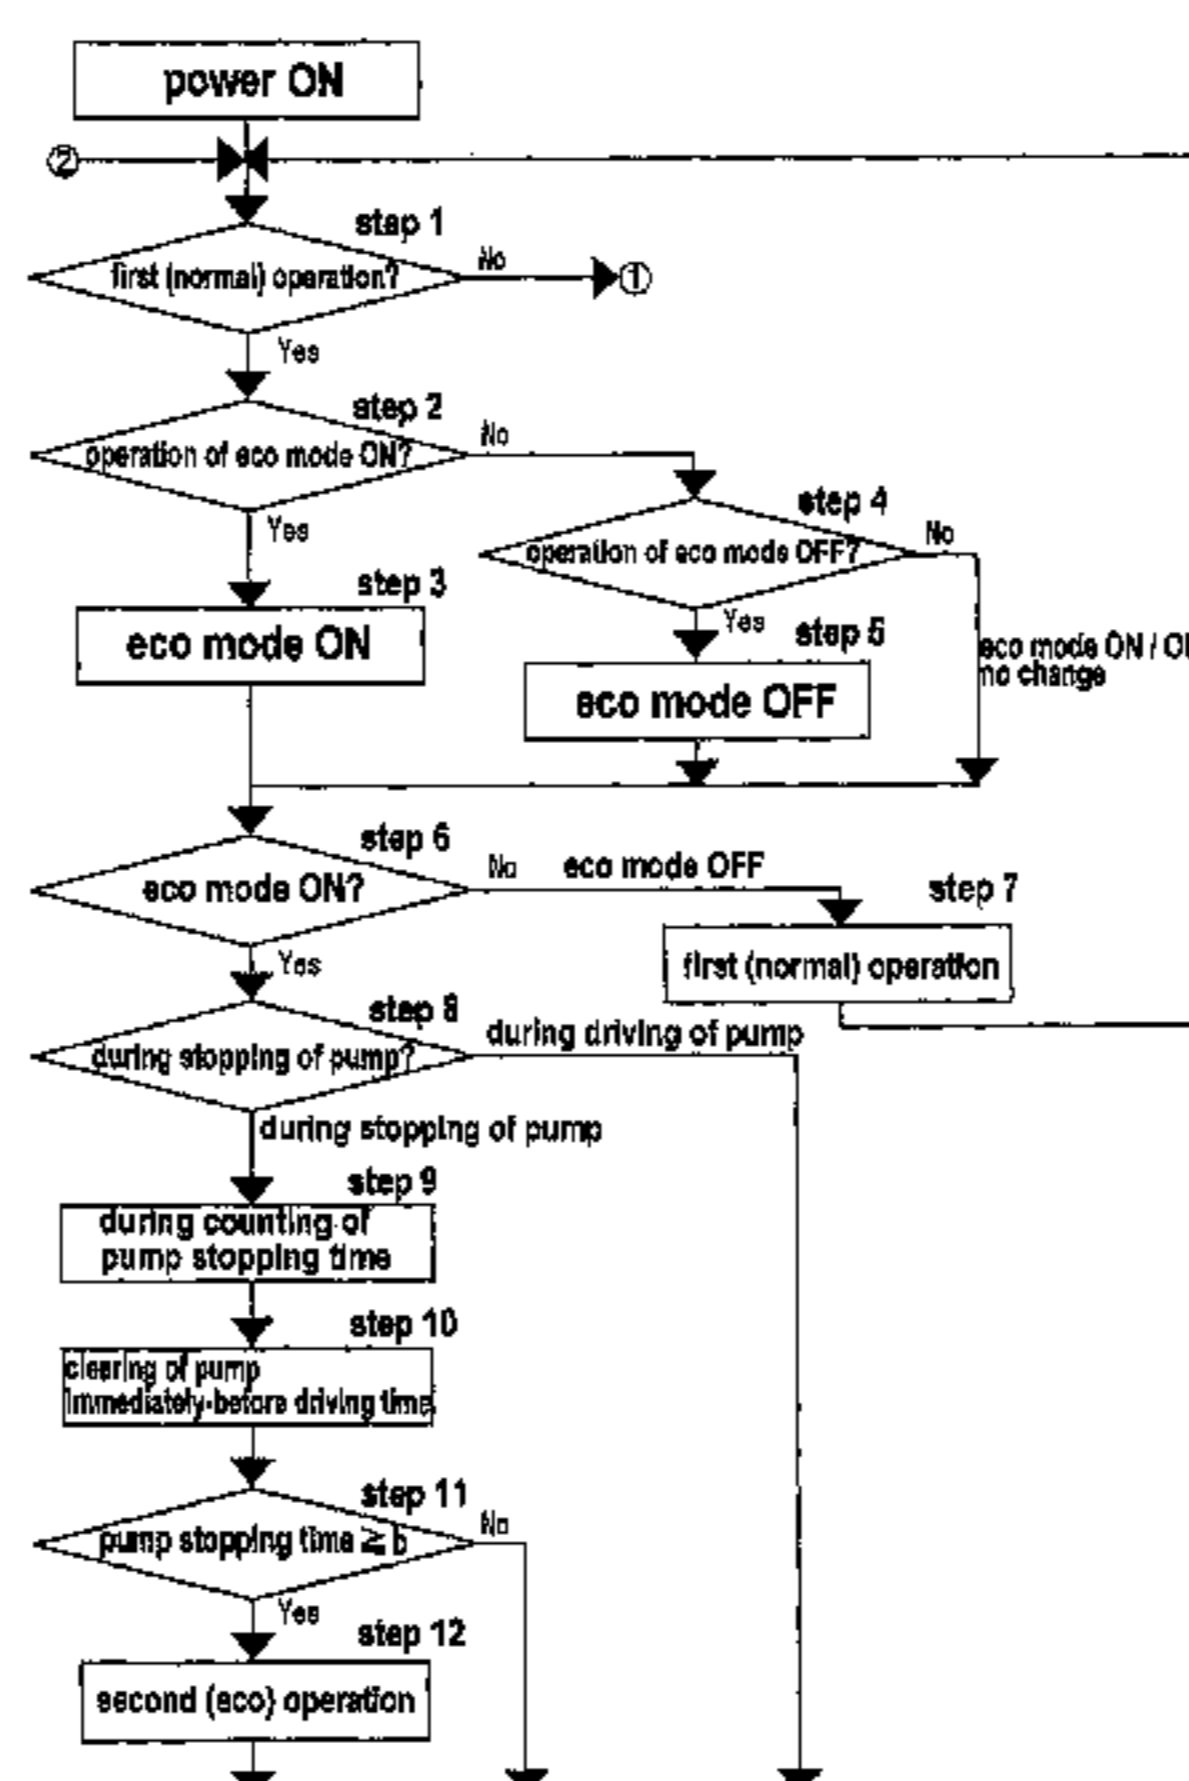 power ON
②
step 1
first (normal) operation?
No
①
Yes
step 2
operation of eco mode ON?
No
Yes
step 4
operation of eco mode OFF?
No
step 3
eco mode ON
Yes
step 5
eco mode OFF
eco mode ON /
no change
step 6
eco mode ON?
No
eco mode OFF
step 7
first (normal) operation
Yes
step 8
during stopping of pump?
during driving of pump
during stopping of pump
step 9
during counting of
pump stopping time
step 10
clearing of pump
immediately-before driving time
step 11
pump stopping time ≧ b
No
Yes
step 12
second (eco) operation